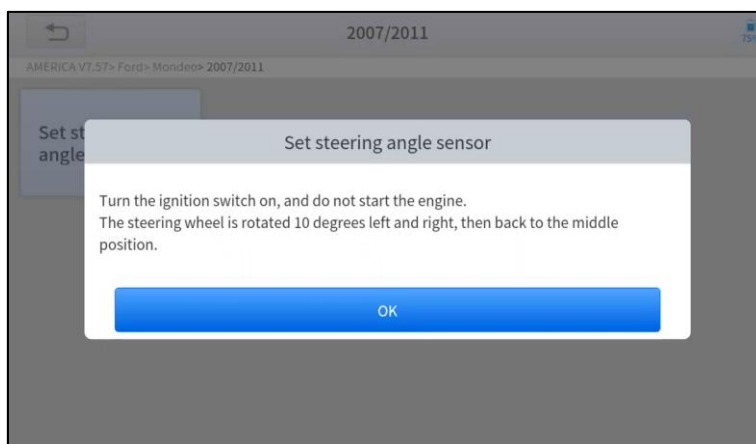 2007/2011
75%
AMERICA V7.57> Ford> Mondeo> 2007/2011
Set st
angle
Set steering angle sensor
Turn the ignition switch on, and do not start the engine.
The steering wheel is rotated 10 degrees left and right, then back to the middle
position.
OK